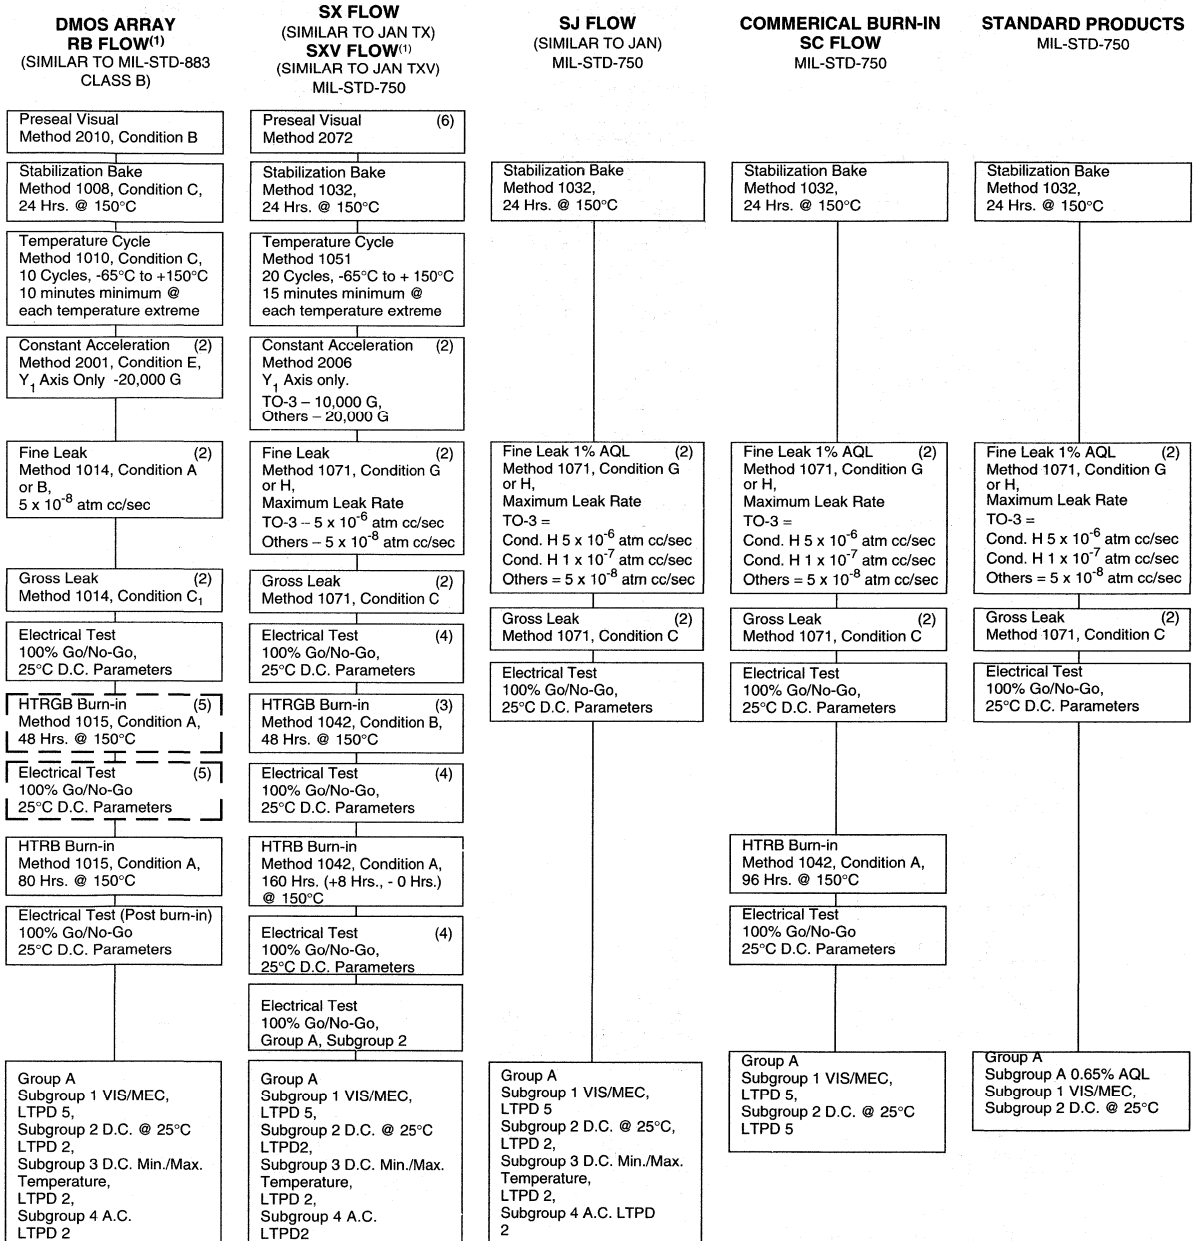 DMOS ARRAY
RB FLOW(1)
(SIMILAR TO MIL-STD-883
CLASS B)
Preseal Visual
Method 2010, Condition B
Stabilization Bake
Method 1008, Condition C,
24 Hrs. @ 150°C
Temperature Cycle
Method 1010, Condition C,
10 Cycles, -65°C to +150°C
10 minutes minimum @
each temperature extreme
Constant Acceleration (2)
Method 2001, Condition E,
Y1 Axis Only -20,000 G
Fine Leak (2)
Method 1014, Condition A
or B,
5 x 10-8 atm cc/sec
Gross Leak (2)
Method 1014, Condition C1
Electrical Test
100% Go/No-Go,
25°C D.C. Parameters
HTRGB Burn-in (5)
Method 1015, Condition A,
48 Hrs. @ 150°C
Electrical Test (5)
100% Go/No-Go
25°C D.C. Parameters
HTRB Burn-in
Method 1015, Condition A,
80 Hrs. @ 150°C
Electrical Test (Post burn-in)
100% Go/No-Go
25°C D.C. Parameters
Group A
Subgroup 1 VIS/MEC,
LTPD 5,
Subgroup 2 D.C. @ 25°C
LTPD 2,
Subgroup 3 D.C. Min./Max.
Temperature,
LTPD 2,
Subgroup 4 A.C.
LTPD 2
SX FLOW
(SIMILAR TO JAN TX)
SXV FLOW(1)
(SIMILAR TO JAN TXV)
MIL-STD-750
Preseal Visual (6)
Method 2072
Stabilization Bake
Method 1032,
24 Hrs. @ 150°C
Temperature Cycle
Method 1051
20 Cycles, -65°C to + 150°C
15 minutes minimum @
each temperature extreme
Constant Acceleration (2)
Method 2006
Y1 Axis only.
TO-3 – 10,000 G,
Others – 20,000 G
Fine Leak (2)
Method 1071, Condition G
or H,
Maximum Leak Rate
TO-3 – 5 x 10-6 atm cc/sec
Others – 5 x 10-8 atm cc/sec
Gross Leak (2)
Method 1071, Condition C
Electrical Test (4)
100% Go/No-Go,
25°C D.C. Parameters
HTRGB Burn-in (3)
Method 1042, Condition B,
48 Hrs. @ 150°C
Electrical Test (4)
100% Go/No-Go,
25°C D.C. Parameters
HTRB Burn-in
Method 1042, Condition A,
160 Hrs. (+8 Hrs., - 0 Hrs.)
@ 150°C
Electrical Test (4)
100% Go/No-Go,
25°C D.C. Parameters
Electrical Test
100% Go/No-Go,
Group A, Subgroup 2
Group A
Subgroup 1 VIS/MEC,
LTPD 5,
Subgroup 2 D.C. @ 25°C
LTPD2,
Subgroup 3 D.C. Min./Max.
Temperature,
LTPD 2,
Subgroup 4 A.C.
LTPD2
SJ FLOW
(SIMILAR TO JAN)
MIL-STD-750
Stabilization Bake
Method 1032,
24 Hrs. @ 150°C
Fine Leak 1% AQL (2)
Method 1071, Condition G
or H,
Maximum Leak Rate
TO-3 =
Cond. H 5 x 10-6 atm cc/sec
Cond. H 1 x 10-7 atm cc/sec
Others = 5 x 10-8 atm cc/sec
Gross Leak (2)
Method 1071, Condition C
Electrical Test
100% Go/No-Go,
25°C D.C. Parameters
Group A
Subgroup 1 VIS/MEC,
LTPD 5
Subgroup 2 D.C. @ 25°C,
LTPD 2,
Subgroup 3 D.C. Min./Max.
Temperature,
LTPD 2,
Subgroup 4 A.C. LTPD
2
COMMERICAL BURN-IN
SC FLOW
MIL-STD-750
Stabilization Bake
Method 1032,
24 Hrs. @ 150°C
Fine Leak 1% AQL (2)
Method 1071, Condition G
or H,
Maximum Leak Rate
TO-3 =
Cond. H 5 x 10-6 atm cc/sec
Cond. H 1 x 10-7 atm cc/sec
Others = 5 x 10-8 atm cc/sec
Gross Leak (2)
Method 1071, Condition C
Electrical Test
100% Go/No-Go,
25°C D.C. Parameters
HTRB Burn-in
Method 1042, Condition A,
96 Hrs. @ 150°C
Electrical Test
100% Go/No-Go
25°C D.C. Parameters
Group A
Subgroup 1 VIS/MEC,
LTPD 5,
Subgroup 2 D.C. @ 25°C
LTPD 5
STANDARD PRODUCTS
MIL-STD-750
Stabilization Bake
Method 1032,
24 Hrs. @ 150°C
Fine Leak 1% AQL (2)
Method 1071, Condition G
or H,
Maximum Leak Rate
TO-3 =
Cond. H 5 x 10-6 atm cc/sec
Cond. H 1 x 10-7 atm cc/sec
Others = 5 x 10-8 atm cc/sec
Gross Leak (2)
Method 1071, Condition C
Electrical Test
100% Go/No-Go,
25°C D.C. Parameters
Group A
Subgroup A 0.65% AQL
Subgroup 1 VIS/MEC,
Subgroup 2 D.C. @ 25°C